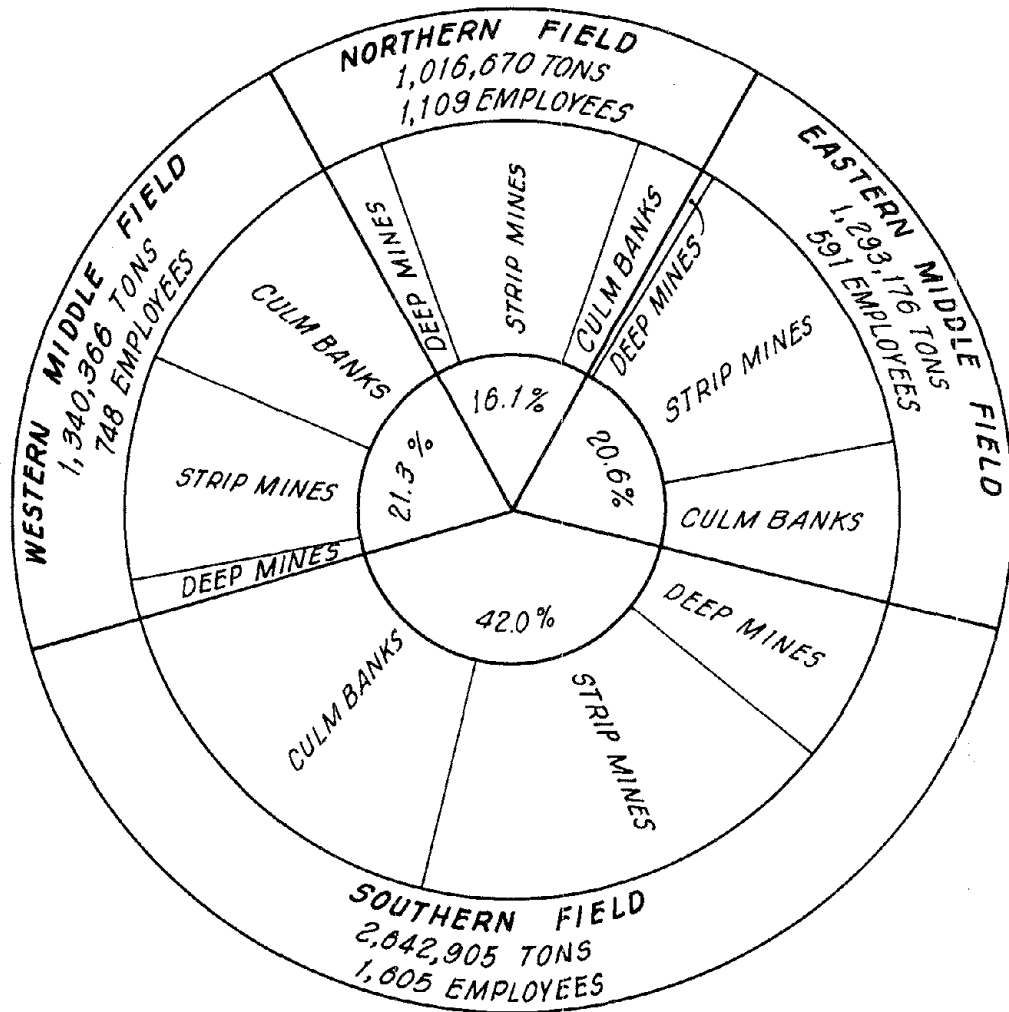 NORTHERN FIELD
1,016,670 TONS
1,109 EMPLOYEES
DEEP MINES
STRIP MINES
CULM BANKS
16.1%
EASTERN MIDDLE FIELD
1,293,176 TONS
591 EMPLOYEES
DEEP MINES
STRIP MINES
CULM BANKS
20.6%
SOUTHERN FIELD
2,642,905 TONS
1,605 EMPLOYEES
DEEP MINES
STRIP MINES
CULM BANKS
42.0%
WESTERN MIDDLE FIELD
1,340,366 TONS
748 EMPLOYEES
DEEP MINES
STRIP MINES
CULM BANKS
21.3%